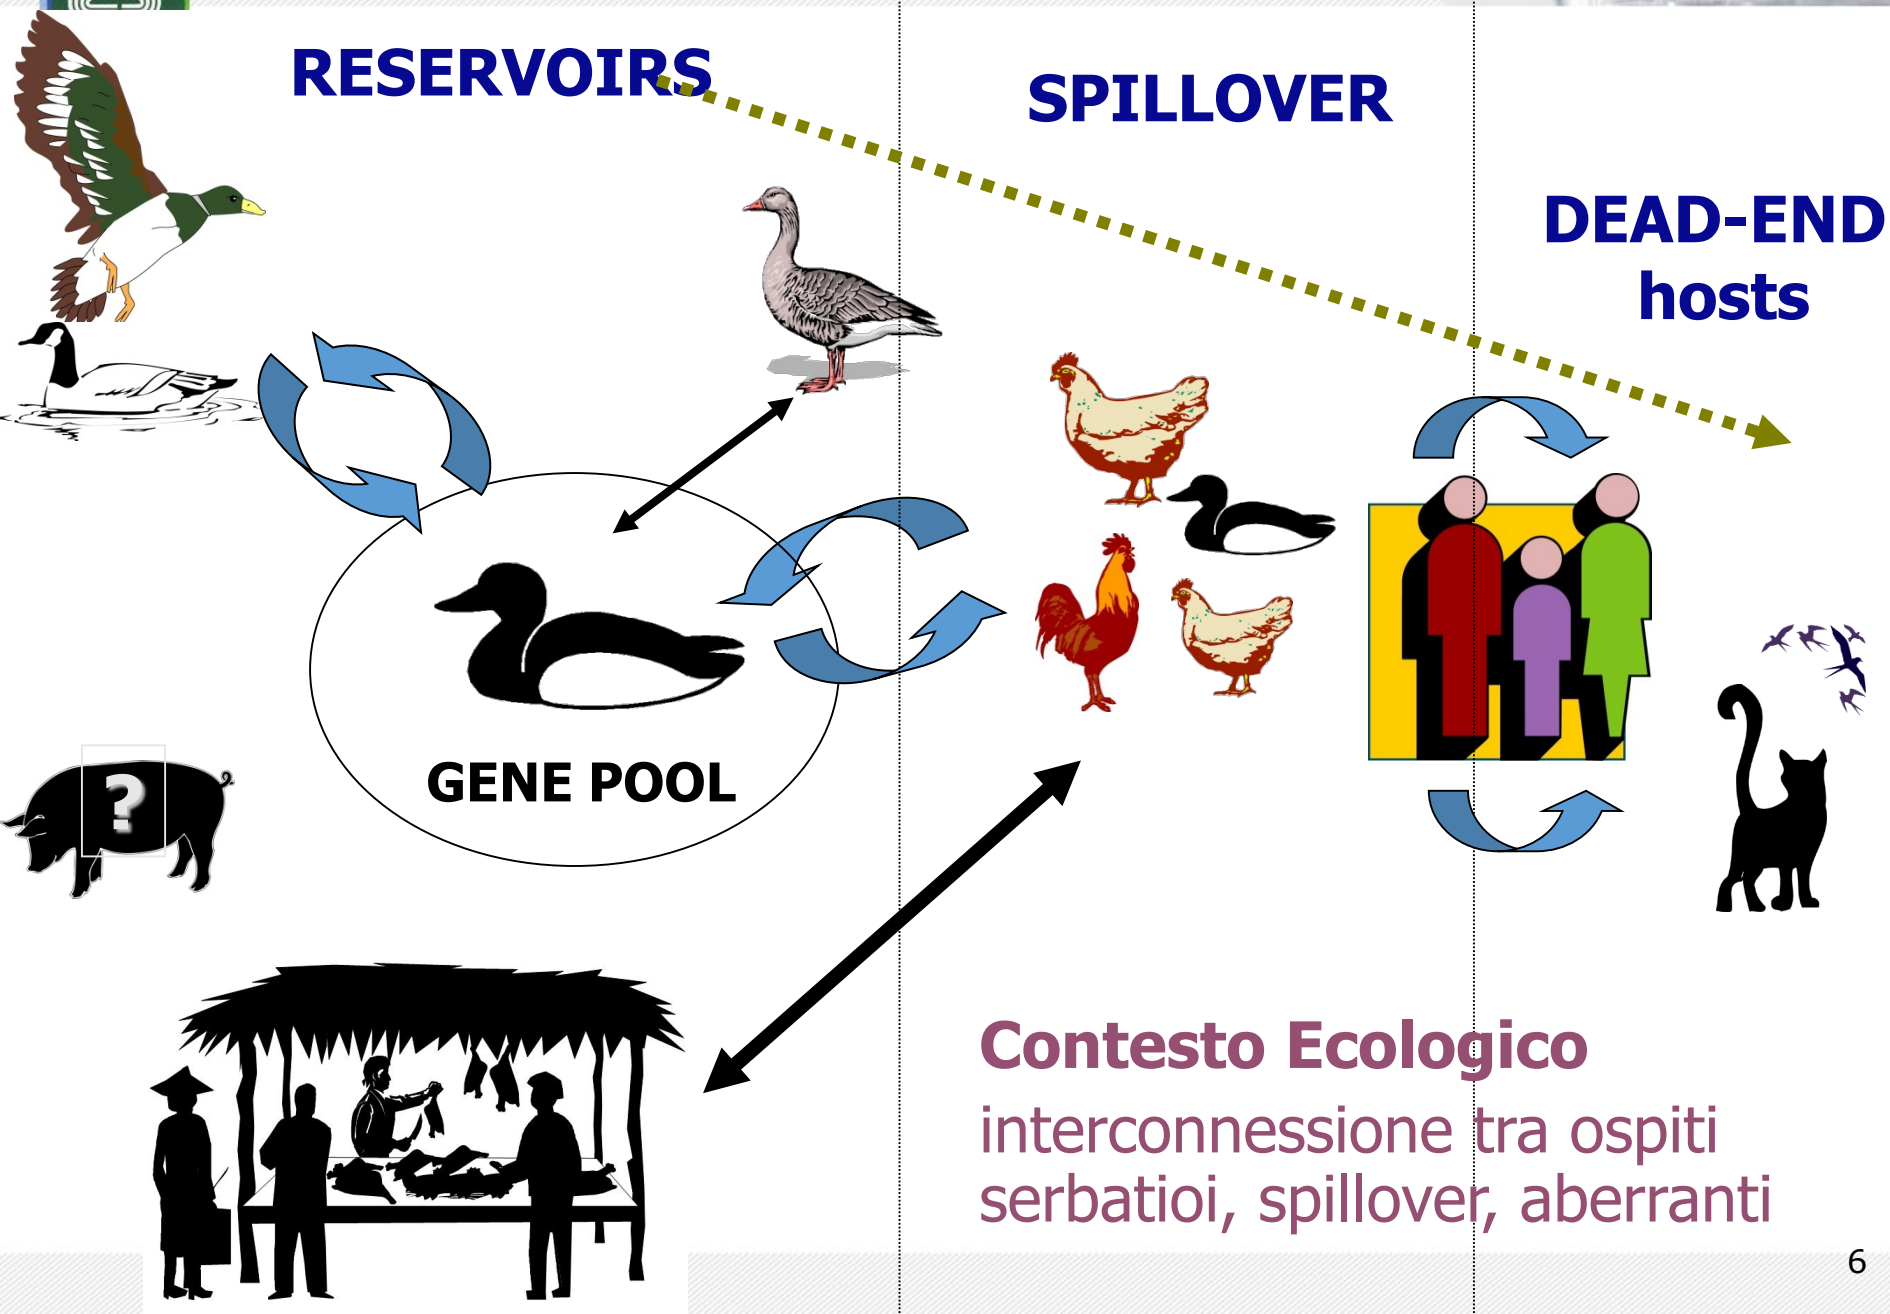 RESERVOIRS
SPILLOVER
DEAD-END
hosts
GENE POOL
?
Contesto Ecologico
interconnessione tra ospiti
serbatioi, spillover, aberranti
6